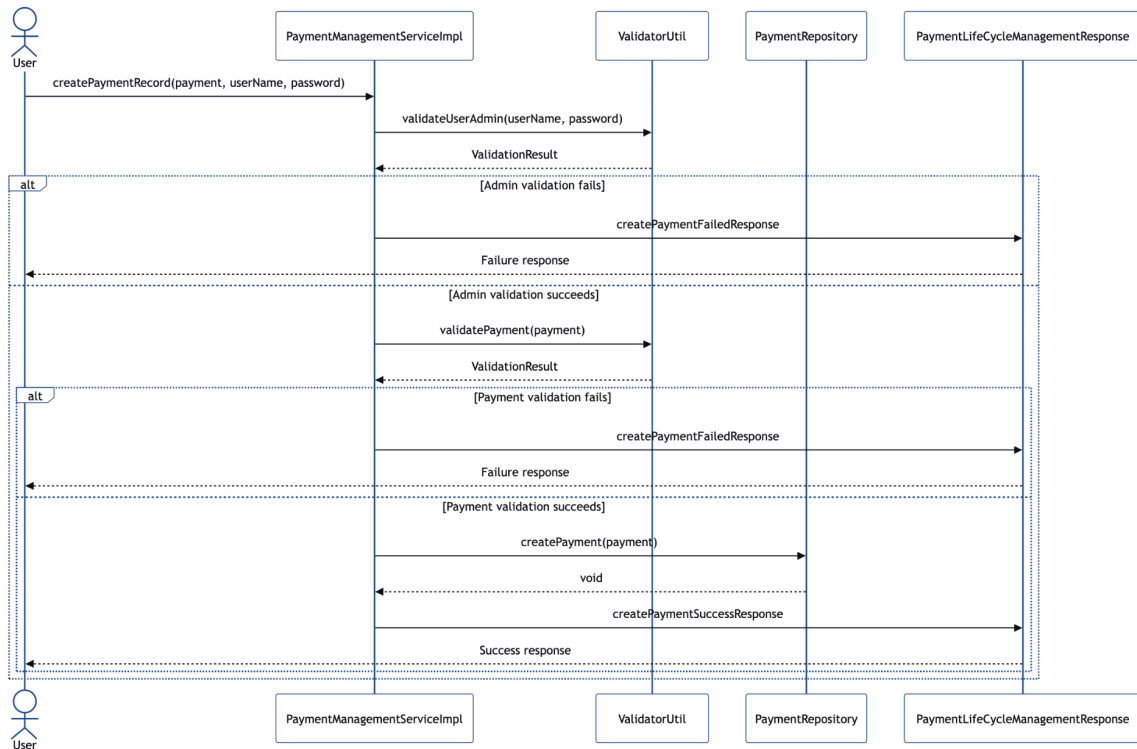 PaymentManagementServiceImpl
ValidatorUtil
PaymentRepository
PaymentLifeCycleManagementResponse
User
createPaymentRecord(payment, userName, password)
validateUserAdmin(userName, password)
ValidationResult
alt
[Admin validation fails]
createPaymentFailedResponse
Failure response
[Admin validation succeeds]
validatePayment(payment)
ValidationResult
alt
[Payment validation fails]
createPaymentFailedResponse
Failure response
[Payment validation succeeds]
createPayment(payment)
void
createPaymentSuccessResponse
Success response
PaymentManagementServiceImpl
ValidatorUtil
PaymentRepository
PaymentLifeCycleManagementResponse
User